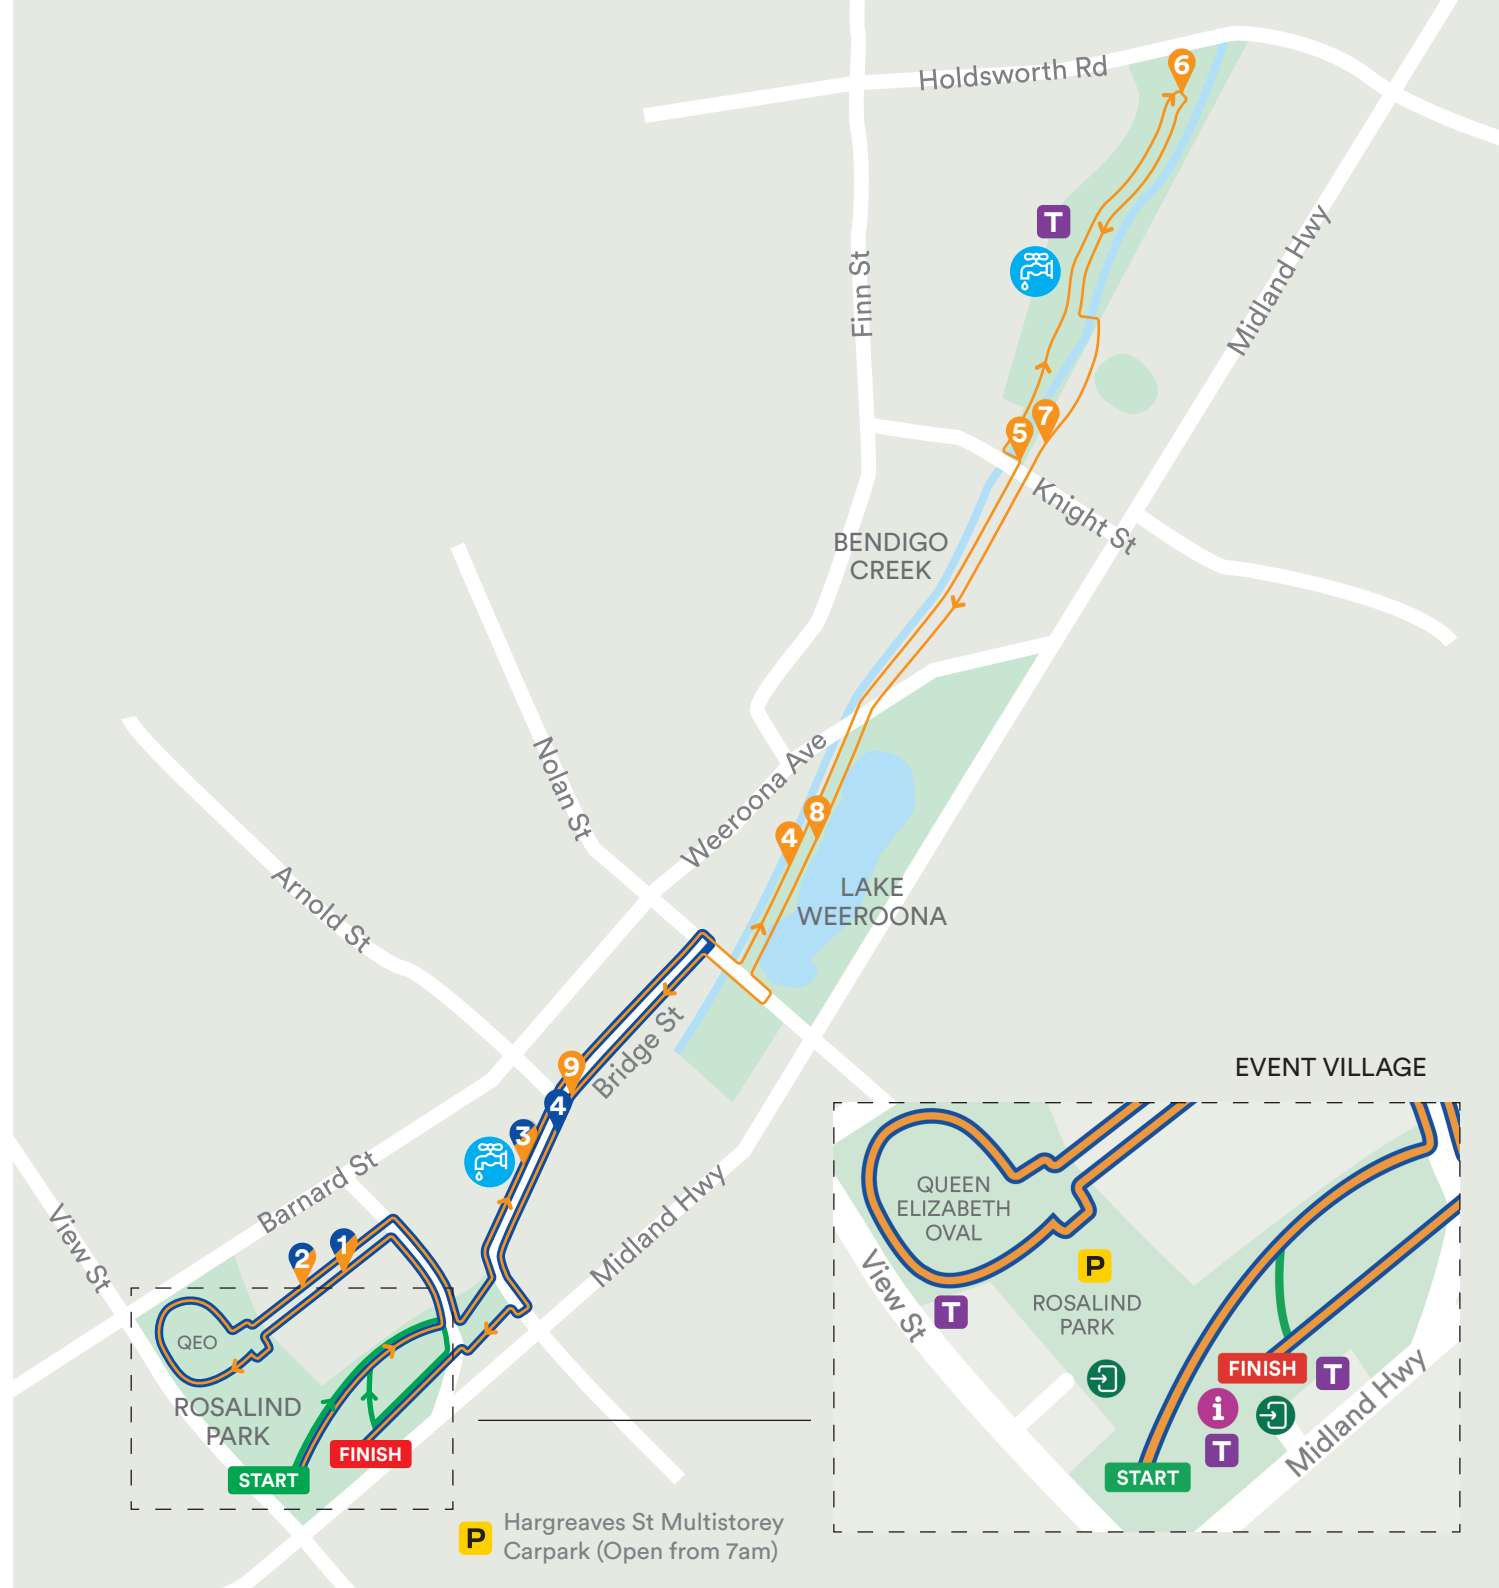 6
Holdsworth Rd
T
Midland Hwy
Finn St
7
5
Knight St
BENDIGO
CREEK
Nolan St
Weeroona Ave
8
4
LAKE
WEEROONA
Arnold St
Bridge St
9
4
3
EVENT VILLAGE
Barnard St
Midland Hwy
View St
1
2
QEO
ROSALIND
PARK
FINISH
START
QUEEN
ELIZABETH
OVAL
P
View St
T
ROSALIND
PARK
FINISH
T
i
T
START
Midland Hwy
P
Hargreaves St Multistorey
Carpark (Open from 7am)